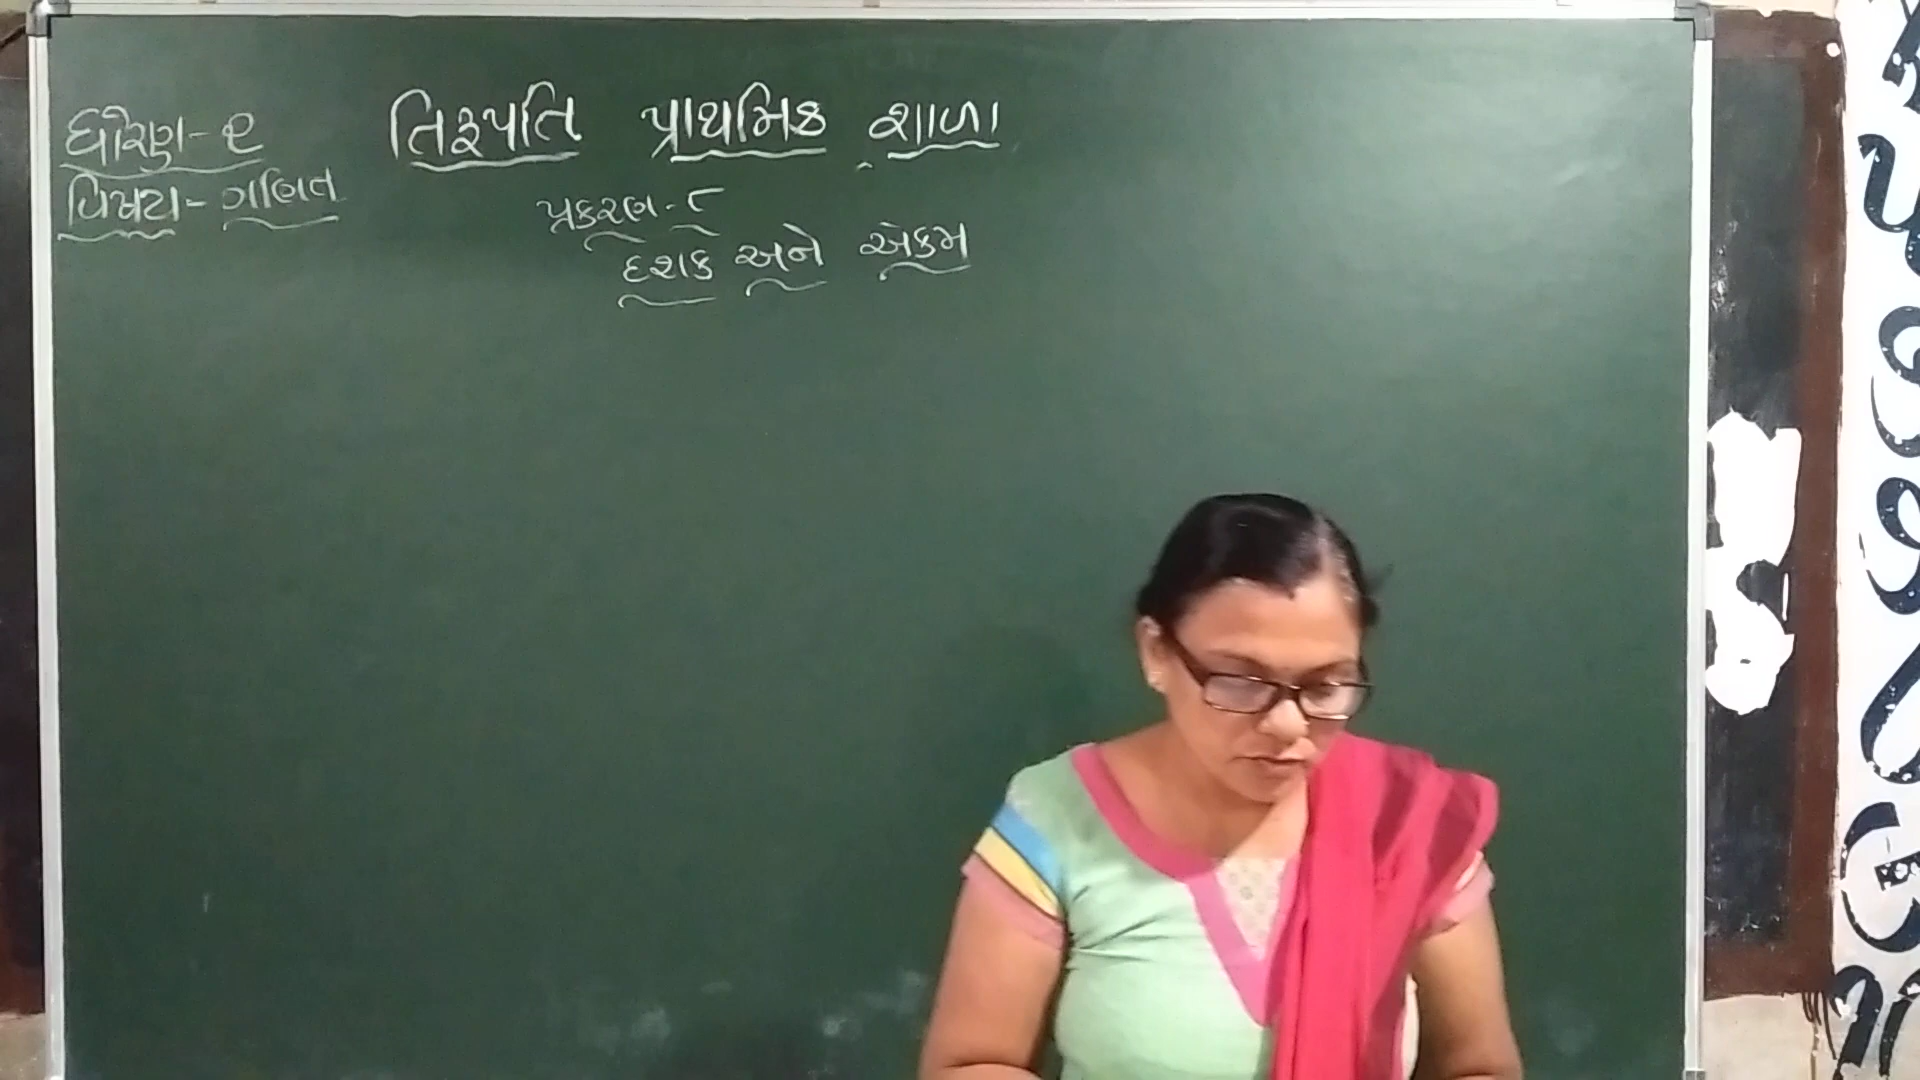 તિરૂપતિ પ્રાથમિક શાળા
ધોરણ - ૨
વિષય - ગણિત
પ્રકરણ - ૮
દશક અને એકમ